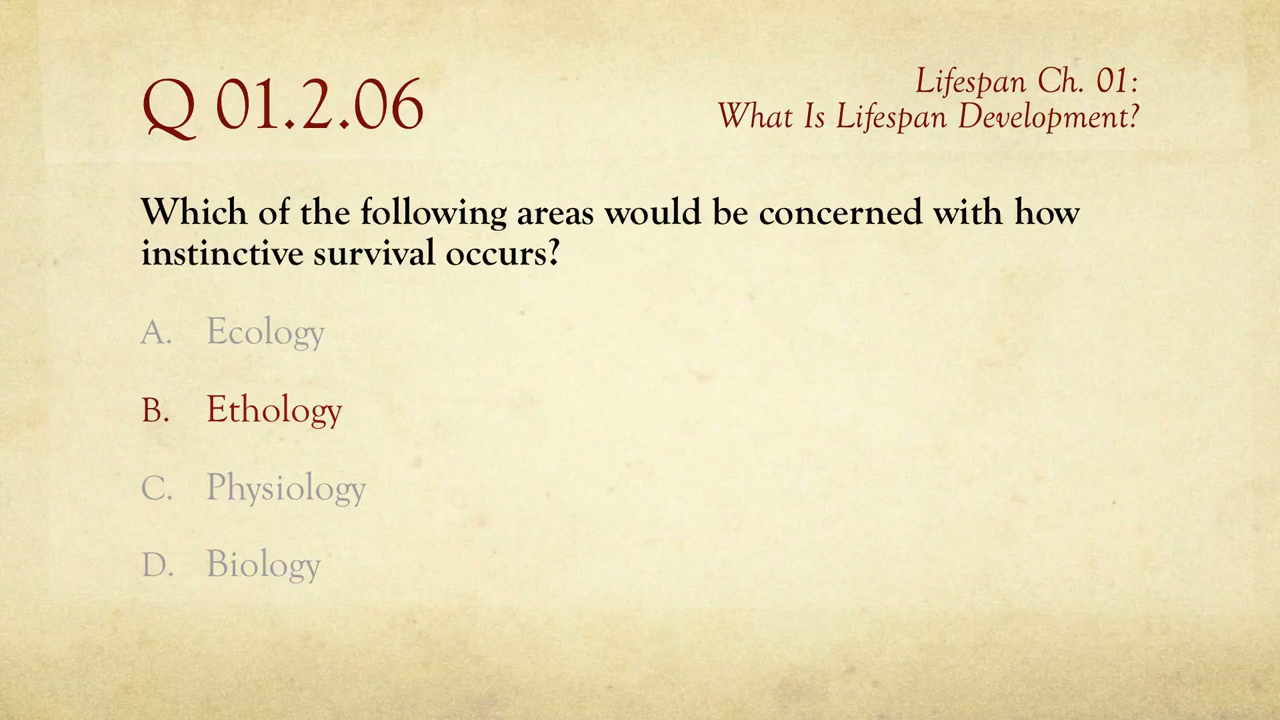 Q 01.2.06
Lifespan Ch. 01:
What Is Lifespan Development?
Which of the following areas would be concerned with how
instinctive survival occurs?
A. Ecology
B. Ethology
C. Physiology
D. Biology